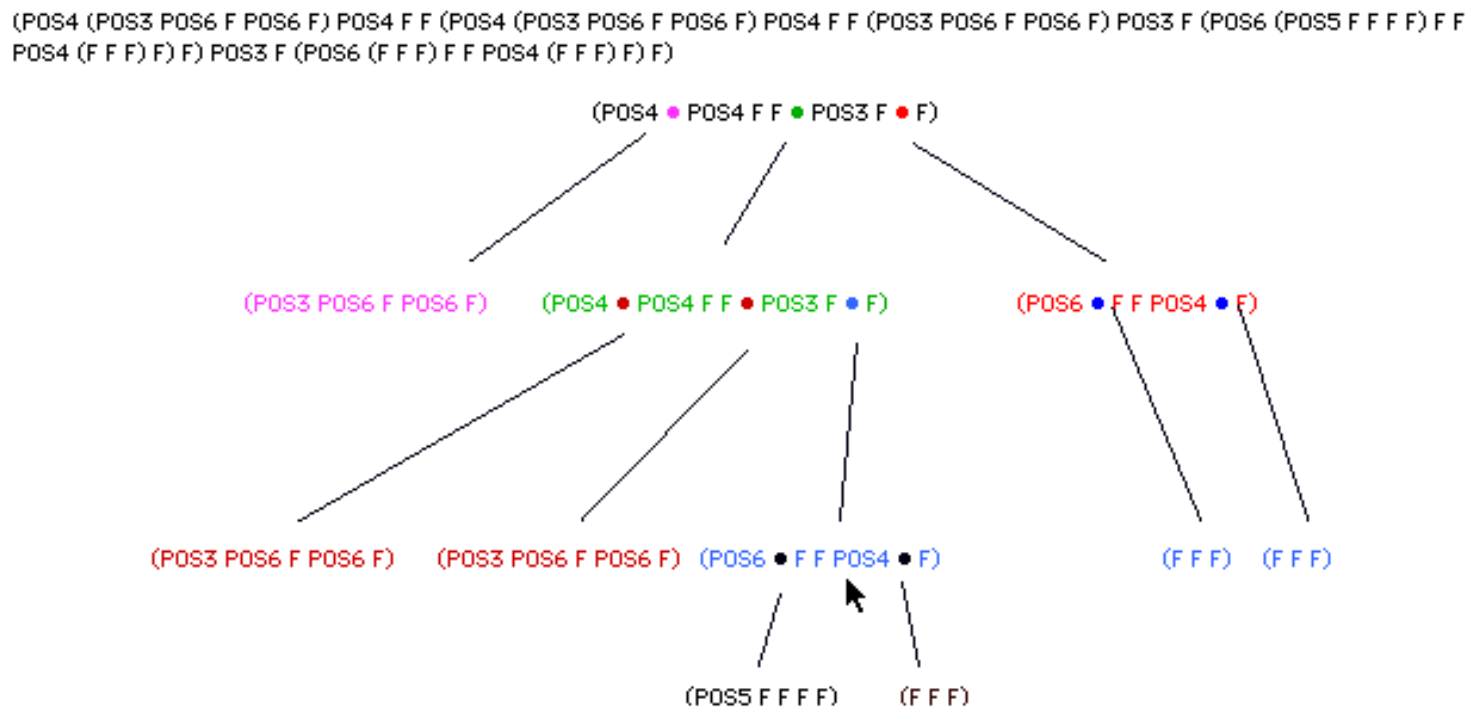 (POS4 (POS3 POS6 F POS6 F) POS4 F F (POS4 (POS3 POS6 F POS6 F) POS4 F F (POS3 POS6 F POS6 F) POS3 F (POS6 (POS5 F F F F) F F
POS4 (F F F) F) F) POS3 F (POS6 (F F F) F F POS4 (F F F) F) F)
(POS4 ● POS4 F F ● POS3 F ● F)
(POS3 POS6 F POS6 F) (POS4 ● POS4 F F ● POS3 F ● F) (POS6 ● F F POS4 ● F)
(POS3 POS6 F POS6 F) (POS3 POS6 F POS6 F) (POS6 ● F F POS4 ● F) (F F F) (F F F)
(POS5 F F F F) (F F F)